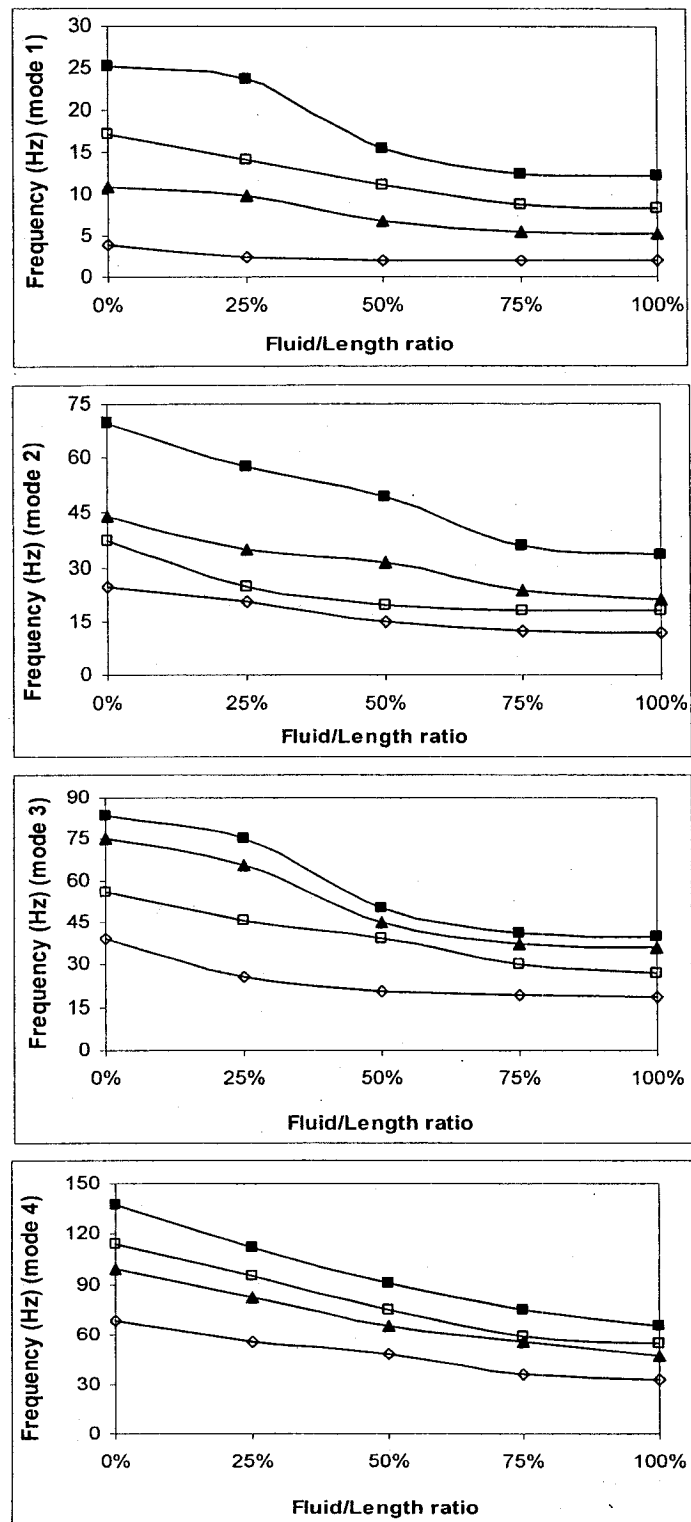 Frequency (Hz) (mode 1)
30
25
20
15
10
5
0
0% 25% 50% 75% 100%
Fluid/Length ratio
Frequency (Hz) (mode 2)
75
60
45
30
15
0
0% 25% 50% 75% 100%
Fluid/Length ratio
Frequency (Hz) (mode 3)
90
75
60
45
30
15
0
0% 25% 50% 75% 100%
Fluid/Length ratio
Frequency (Hz) (mode 4)
150
120
90
60
30
0
0% 25% 50% 75% 100%
Fluid/Length ratio